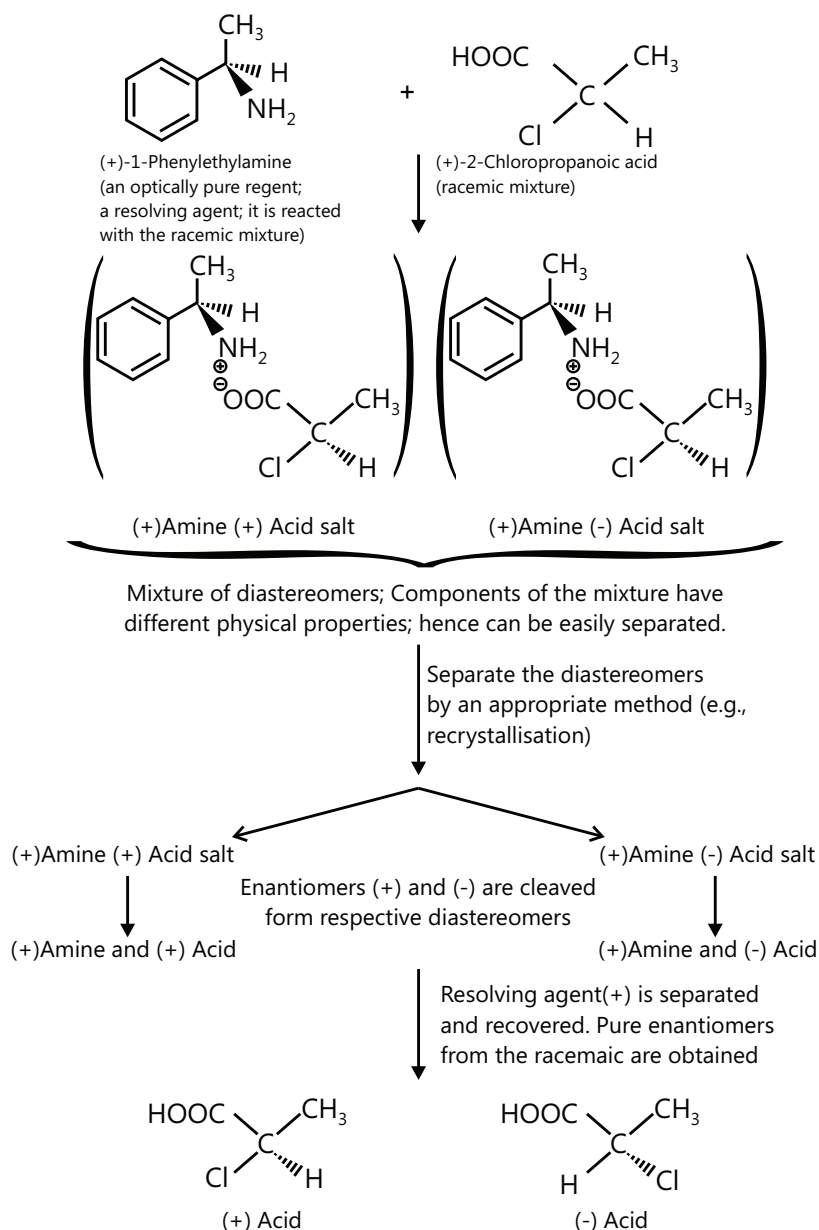 CH3
H
NH2
+
HOOC
CH3
C
Cl
H
(+)-1-Phenylethylamine
(an optically pure regent;
a resolving agent; it is reacted
with the racemic mixture)
(+)-2-Chloropropanoic acid
(racemic mixture)
CH3
H
NH2
⊕
⊖
OOC
CH3
C
Cl
H
CH3
H
NH2
⊕
⊖
OOC
CH3
C
Cl
H
(+)Amine (+) Acid salt
(+)Amine (-) Acid salt
Mixture of diastereomers; Components of the mixture have
different physical properties; hence can be easily separated.
Separate the diastereomers
by an appropriate method (e.g.,
recrystallisation)
(+)Amine (+) Acid salt
(+)Amine (-) Acid salt
Enantiomers (+) and (-) are cleaved
form respective diastereomers
(+)Amine and (+) Acid
(+)Amine and (-) Acid
Resolving agent(+) is separated
and recovered. Pure enantiomers
from the racemaic are obtained
HOOC
CH3
C
Cl
H
(+) Acid
HOOC
CH3
C
H
Cl
(-) Acid